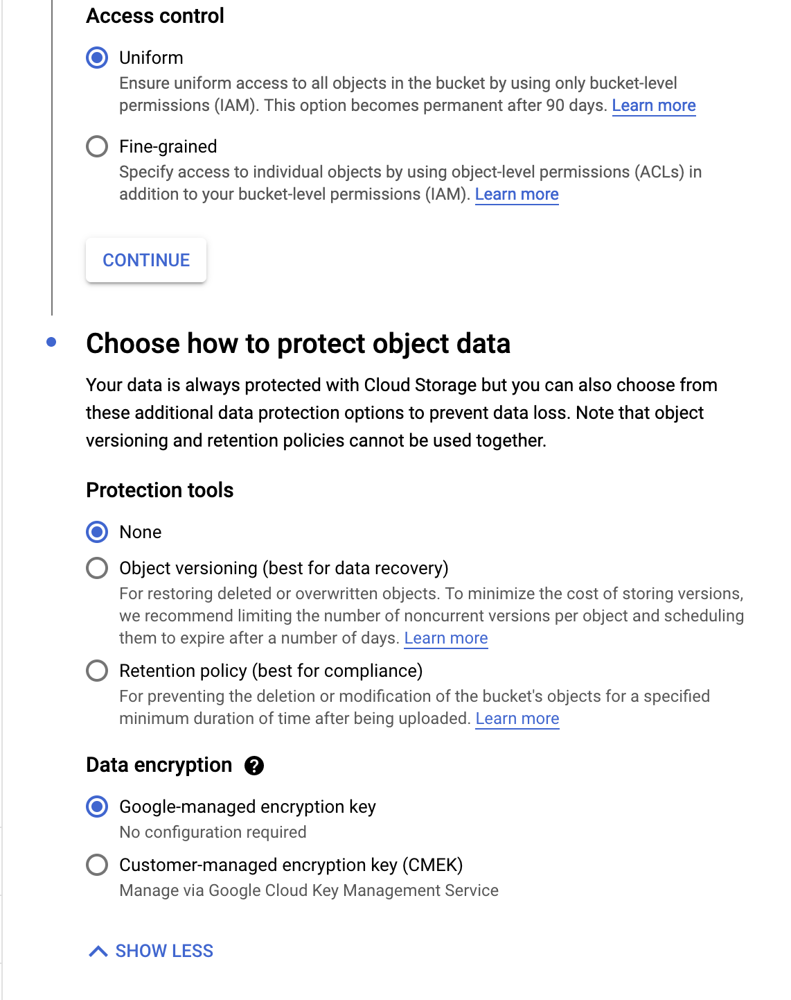 Access control
Uniform
Ensure uniform access to all objects in the bucket by using only bucket-level
permissions (IAM). This option becomes permanent after 90 days. Learn more
Fine-grained
Specify access to individual objects by using object-level permissions (ACLs) in
addition to your bucket-level permissions (IAM). Learn more
CONTINUE
Choose how to protect object data
Your data is always protected with Cloud Storage but you can also choose from
these additional data protection options to prevent data loss. Note that object
versioning and retention policies cannot be used together.
Protection tools
None
Object versioning (best for data recovery)
For restoring deleted or overwritten objects. To minimize the cost of storing versions,
we recommend limiting the number of noncurrent versions per object and scheduling
them to expire after a number of days. Learn more
Retention policy (best for compliance)
For preventing the deletion or modification of the bucket's objects for a specified
minimum duration of time after being uploaded. Learn more
Data encryption ?
Google-managed encryption key
No configuration required
Customer-managed encryption key (CMEK)
Manage via Google Cloud Key Management Service
SHOW LESS